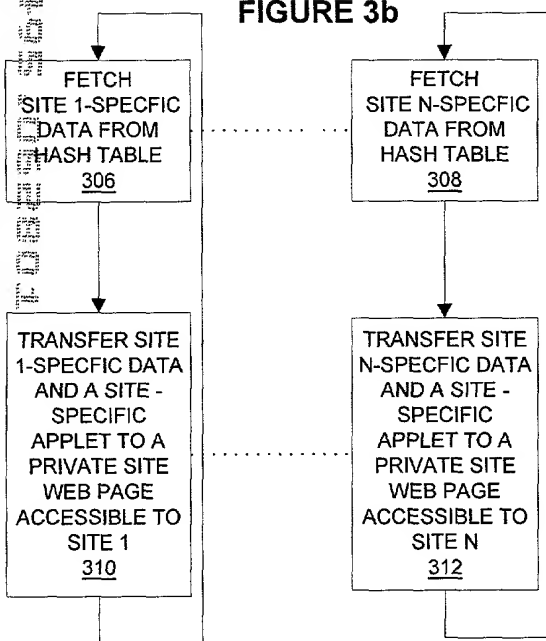 FIGURE 3b
FETCH
SITE 1-SPECFIC
DATA FROM
HASH TABLE
306
FETCH
SITE N-SPECFIC
DATA FROM
HASH TABLE
308
TRANSFER SITE
1-SPECFIC DATA
AND A SITE -
SPECIFIC
APPLET TO A
PRIVATE SITE
WEB PAGE
ACCESSIBLE TO
SITE 1
310
TRANSFER SITE
N-SPECFIC DATA
AND A SITE -
SPECIFIC
APPLET TO A
PRIVATE SITE
WEB PAGE
ACCESSIBLE TO
SITE N
312